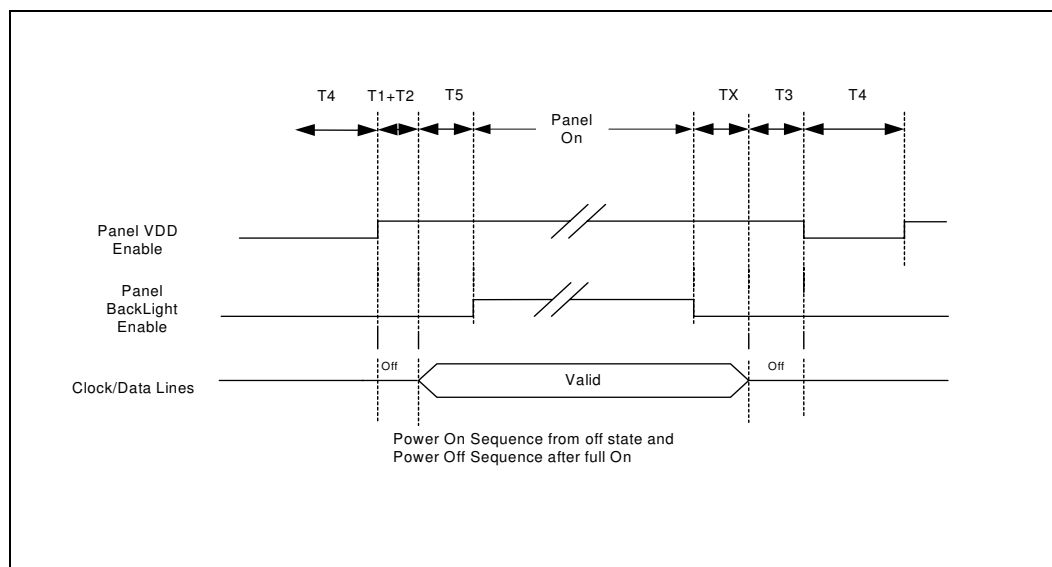 T4
T1+T2
T5
Panel
On
TX
T3
T4
Panel VDD
Enable
Panel
BackLight
Enable
Off
Off
Clock/Data Lines
Valid
Power On Sequence from off state and
Power Off Sequence after full On